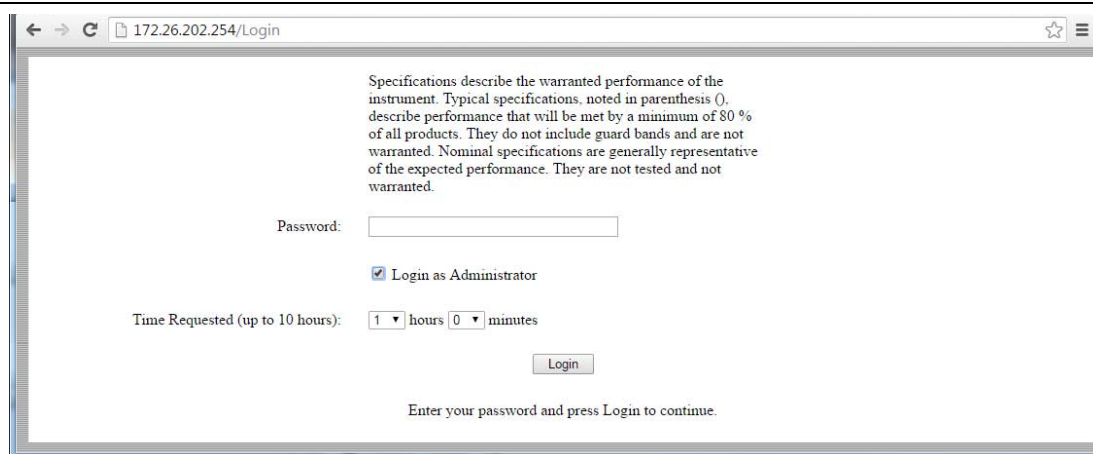 172.26.202.254/Login
Specifications describe the warranted performance of the
instrument. Typical specifications, noted in parenthesis (),
describe performance that will be met by a minimum of 80 %
of all products. They do not include guard bands and are not
warranted. Nominal specifications are generally representative
of the expected performance. They are not tested and not
warranted.
Password:
Login as Administrator
Time Requested (up to 10 hours): 1 hours 0 minutes
Login
Enter your password and press Login to continue.